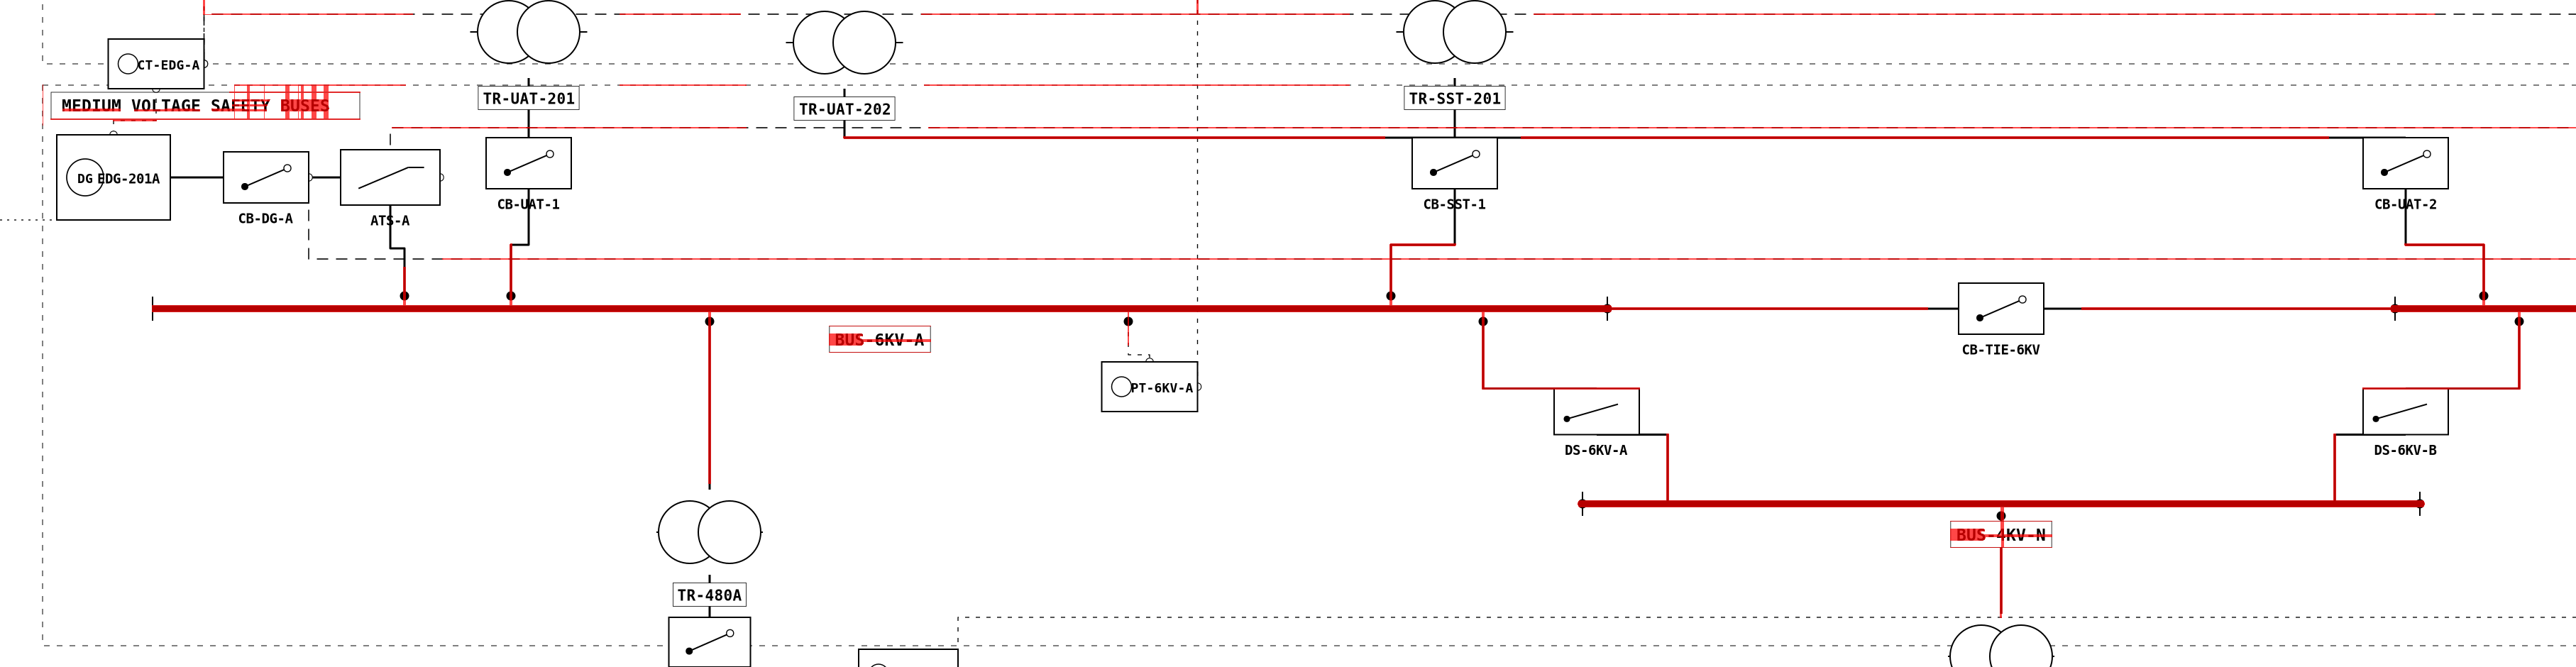 CT-EDG-A
MEDIUM VOLTAGE SAFETY BUSES
TR-UAT-201
TR-UAT-202
TR-SST-201
DG EDG-201A
CB-DG-A
ATS-A
CB-UAT-1
CB-SST-1
CB-UAT-2
BUS-6KV-A
CB-TIE-6KV
PT-6KV-A
DS-6KV-A
DS-6KV-B
BUS-4KV-N
TR-480A